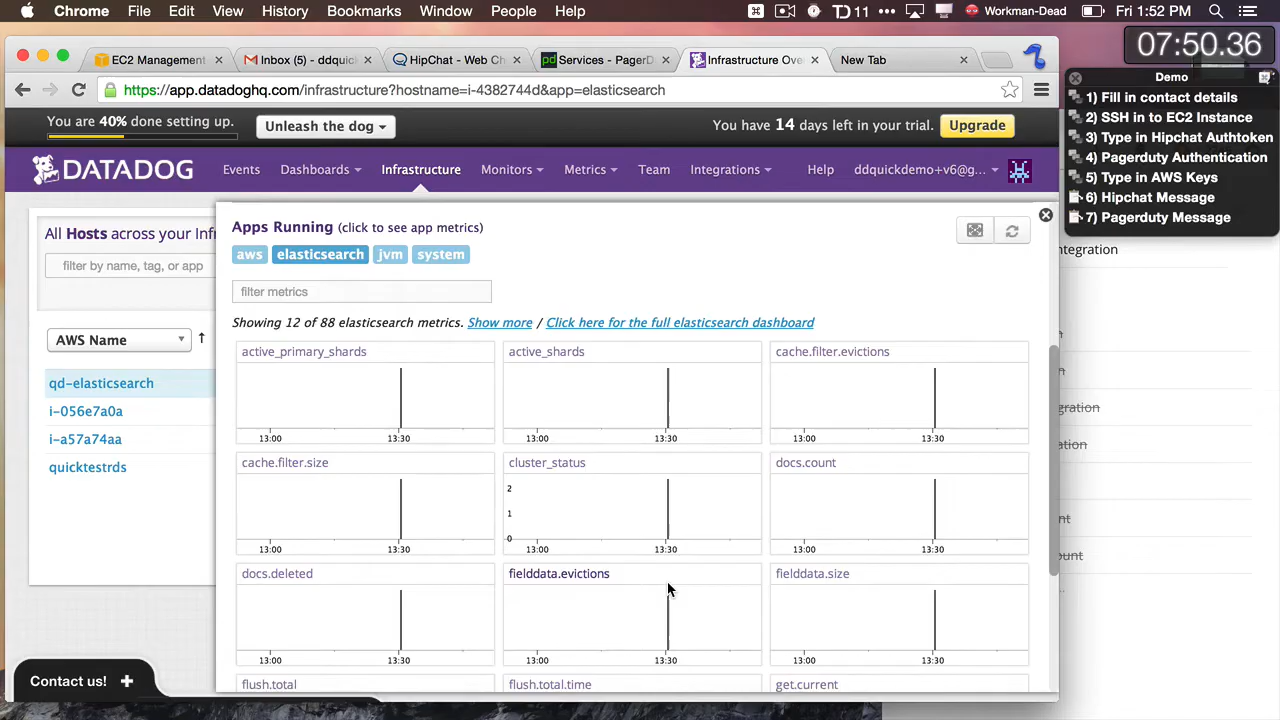 Chrome File Edit View History Bookmarks Window People Help TD 11 Workman-Dead Fri 1:52 PM
07:50.36
EC2 Management Inbox (5) - ddquick HipChat - Web Ch pd Services - PagerD Infrastructure Ove New Tab
https://app.datadoghq.com/infrastructure?hostname=i-4382744d&app=elasticsearch
Demo
1) Fill in contact details
2) SSH in to EC2 Instance
3) Type in Hipchat Authtoken
4) Pagerduty Authentication
5) Type in AWS Keys
6) Hipchat Message
7) Pagerduty Message
You are 40% done setting up. Unleash the dog You have 14 days left in your trial. Upgrade
DATADOG Events Dashboards Infrastructure Monitors Metrics Team Integrations Help ddquickdemo+v6@g...
All Hosts across your Inf
filter by name, tag, or app
AWS Name
qd-elasticsearch
i-056e7a0a
i-a57a74aa
quicktestrds
Apps Running (click to see app metrics)
aws elasticsearch jvm system
filter metrics
Showing 12 of 88 elasticsearch metrics. Show more / Click here for the full elasticsearch dashboard
active_primary_shards active_shards cache.filter.evictions
13:00 13:30 13:00 13:30 13:00 13:30
cache.filter.size cluster_status docs.count
2
1
0
13:00 13:30 13:00 13:30 13:00 13:30
docs.deleted fielddata.evictions fielddata.size
13:00 13:30 13:00 13:30 13:00 13:30
flush.total flush.total.time get.current
Contact us! +
ntegration
gration
ation
nt
ount